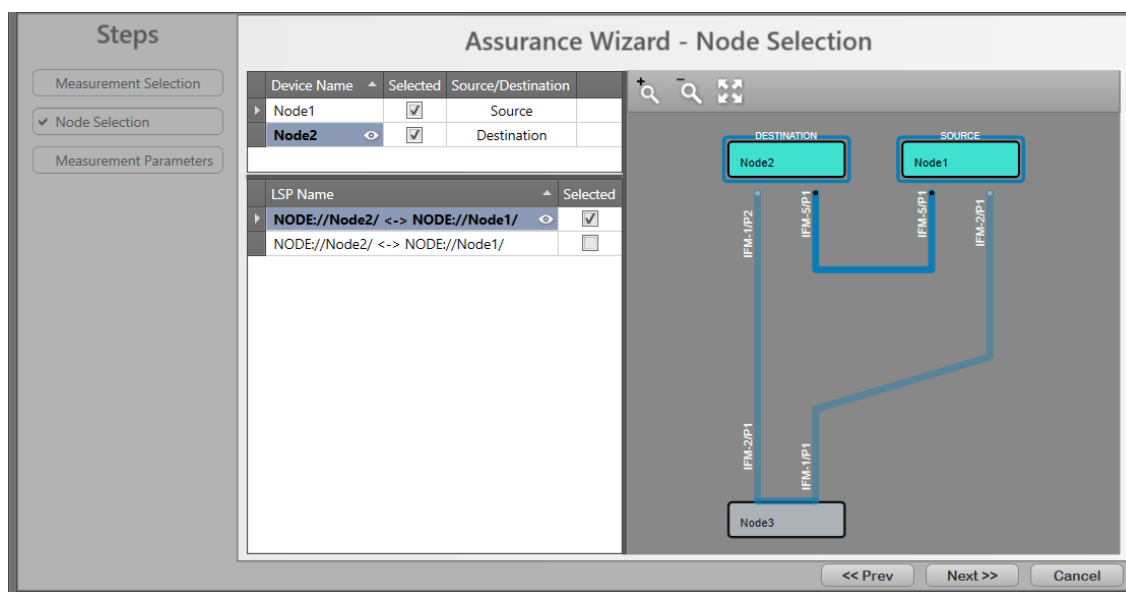 Steps
Measurement Selection
Node Selection
Measurement Parameters
Assurance Wizard - Node Selection
Device Name Selected Source/Destination
Node1 Source
Node2 Destination
LSP Name Selected
NODE://Node2/ <-> NODE://Node1/
NODE://Node2/ <-> NODE://Node1/
DESTINATION SOURCE
Node2 Node1
IFM-1/P2
IFM-5/P1
IFM-5/P1
IFM-2/P1
IFM-2/P1
IFM-1/P1
Node3
<< Prev Next >> Cancel